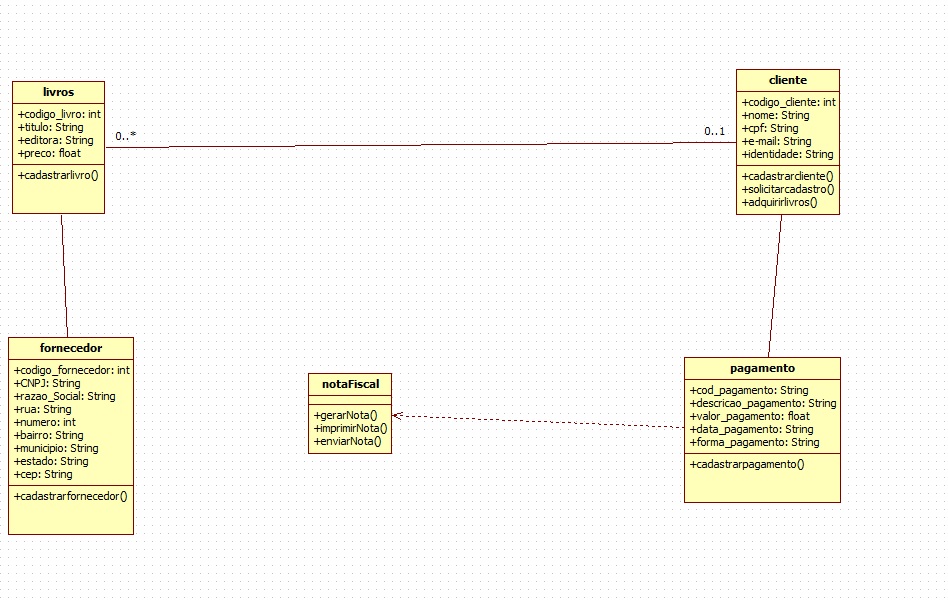 livros
+codigo_livro: int
+titulo: String
+editora: String
+preco: float
+cadastrarlivro()
0..*
0..1
cliente
+codigo_cliente: int
+nome: String
+cpf: String
+e-mail: String
+identidade: String
+cadastrarcliente()
+solicitarcadastro()
+adquirirlivros()
fornecedor
+codigo_fornecedor: int
+CNPJ: String
+razao_Social: String
+rua: String
+numero: int
+bairro: String
+municipio: String
+estado: String
+cep: String
+cadastrarfornecedor()
notaFiscal
+gerarNota()
+imprimirNota()
+enviarNota()
pagamento
+cod_pagamento: String
+descricao_pagamento: String
+valor_pagamento: float
+data_pagamento: String
+forma_pagamento: String
+cadastrarpagamento()